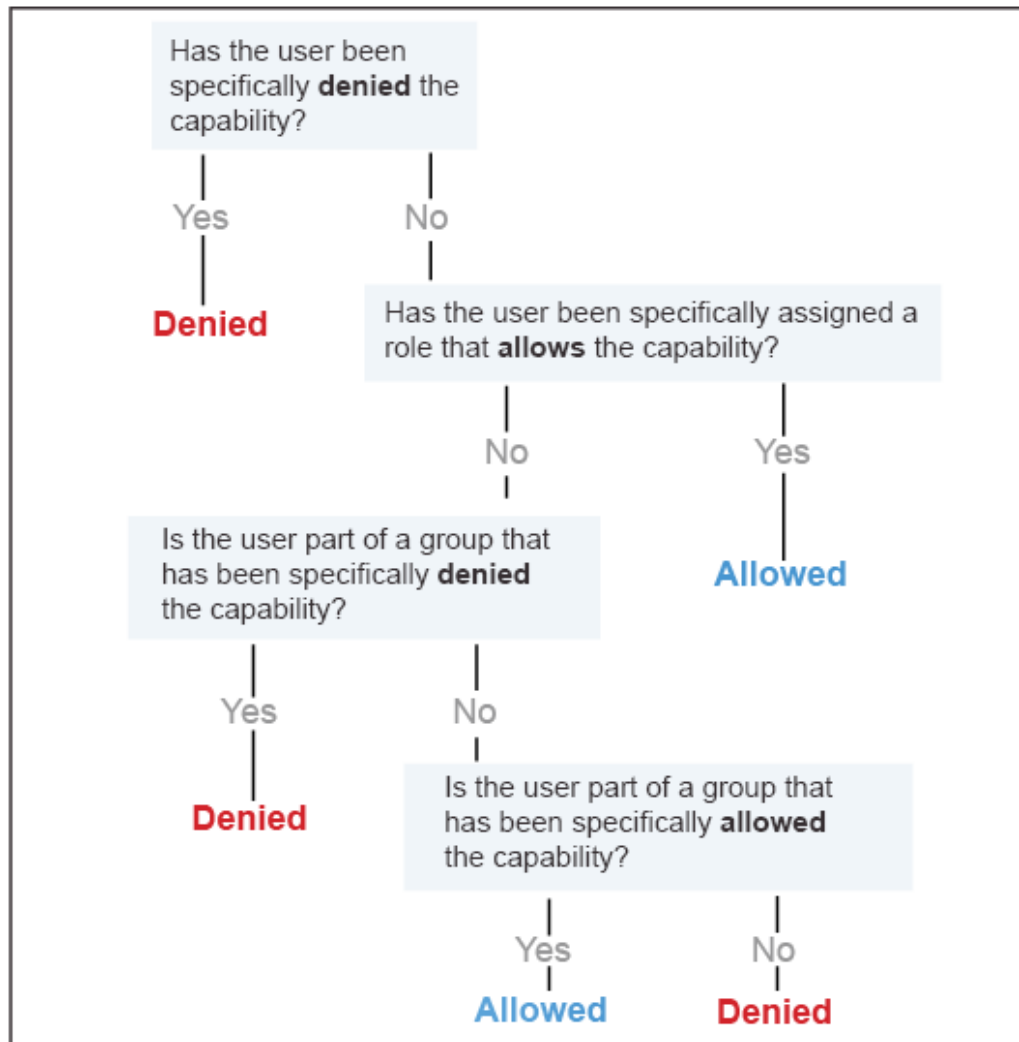 Has the user been
specifically denied the
capability?
Yes
No
Denied
Has the user been specifically assigned a
role that allows the capability?
No
Yes
Is the user part of a group that
has been specifically denied
the capability?
Allowed
Yes
No
Denied
Is the user part of a group that
has been specifically allowed
the capability?
Yes
No
Allowed
Denied